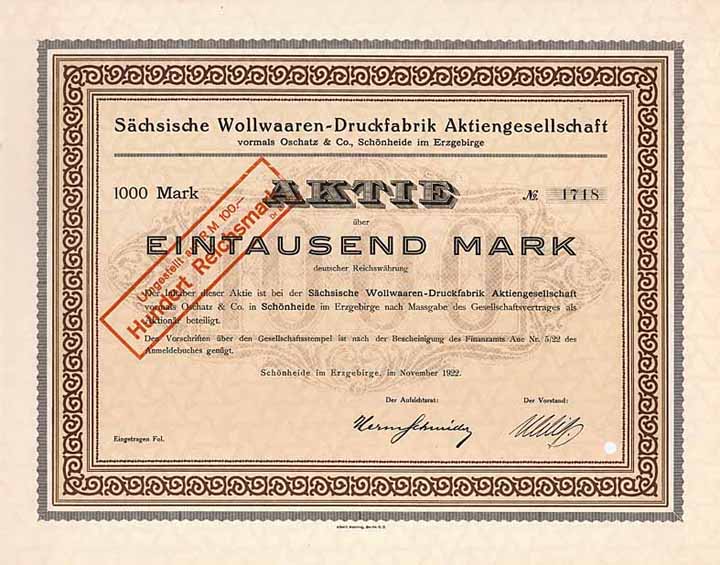 Sächsische Wollwaaren-Druckfabrik Aktiengesellschaft
vormals Oschatz & Co., Schönheide im Erzgebirge
1000 Mark
AKTIE
№ 1718
über
EINTAUSEND MARK
deutscher Reichswährung
Umgestellt auf RM 100,—
Hundert Reichsmark
Der Inhaber dieser Aktie ist bei der Sächsische Wollwaaren-Druckfabrik Aktiengesellschaft
vormals Oschatz & Co. in Schönheide im Erzgebirge nach Massgabe des Gesellschaftsvertrages als
Aktionär beteiligt.
Den Vorschriften über den Gesellschaftsstempel ist nach der Bescheinigung des Finanzamts Aue Nr. 5/22 des
Anmeldebuches genügt.
Schönheide im Erzgebirge, im November 1922.
Der Aufsichtsrat:
Der Vorstand:
Eingetragen Fol.